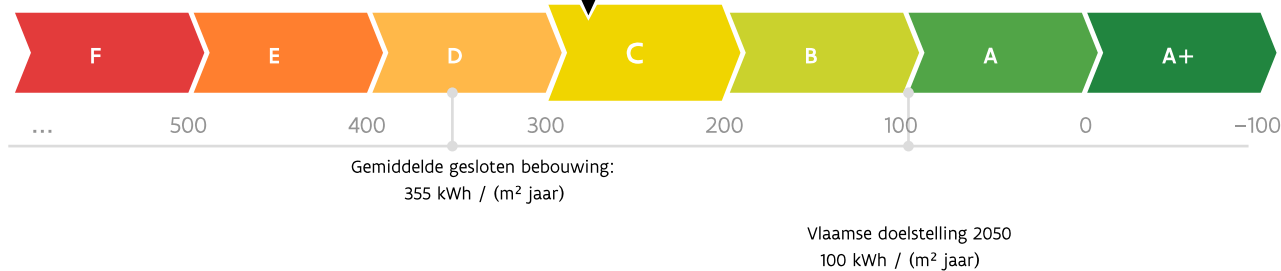 F E D C B A A+
... 500 400 300 200 100 0 −100
Gemiddelde gesloten bebouwing:
355 kWh / (m² jaar)
Vlaamse doelstelling 2050
100 kWh / (m² jaar)